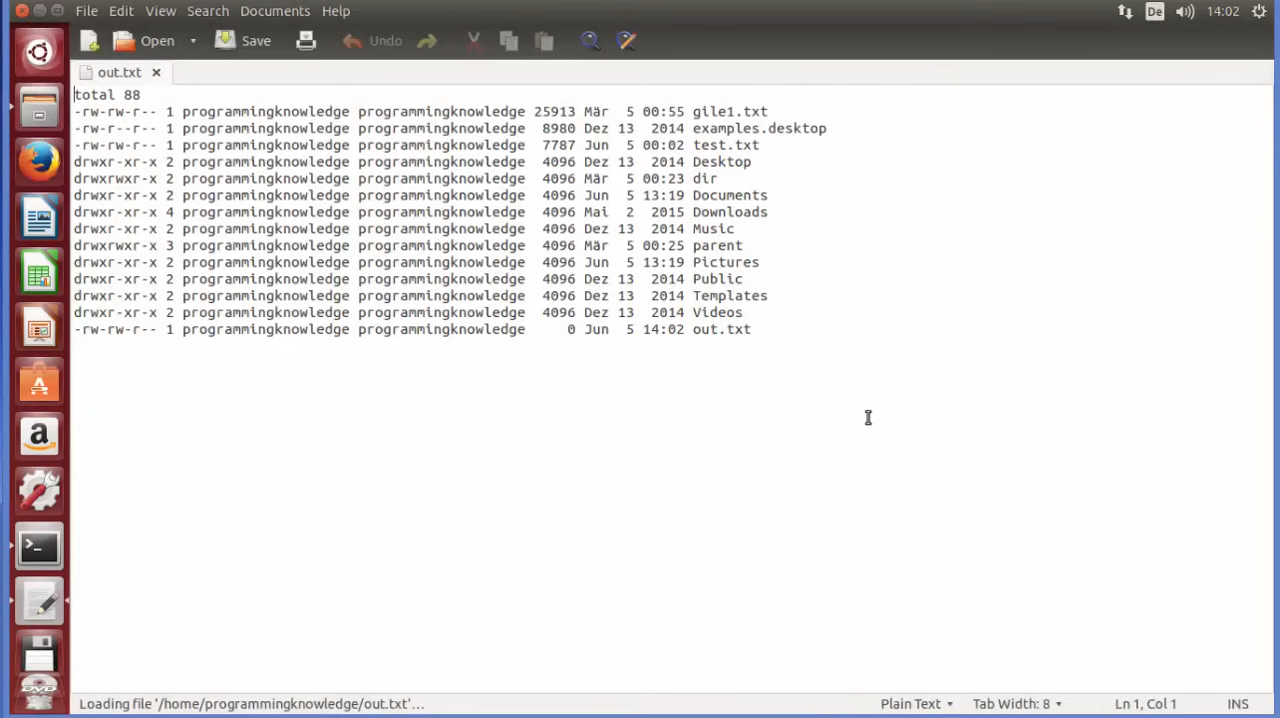 File Edit View Search Documents Help De 14:02
Open Save Undo
out.txt
total 88
-rw-rw-r-- 1 programmingknowledge programmingknowledge 25913 Mär  5 00:55 gile1.txt
-rw-r--r-- 1 programmingknowledge programmingknowledge  8980 Dez 13  2014 examples.desktop
-rw-rw-r-- 1 programmingknowledge programmingknowledge  7787 Jun  5 00:02 test.txt
drwxr-xr-x 2 programmingknowledge programmingknowledge  4096 Dez 13  2014 Desktop
drwxrwxr-x 2 programmingknowledge programmingknowledge  4096 Mär  5 00:23 dir
drwxr-xr-x 2 programmingknowledge programmingknowledge  4096 Jun  5 13:19 Documents
drwxr-xr-x 4 programmingknowledge programmingknowledge  4096 Mai  2  2015 Downloads
drwxr-xr-x 2 programmingknowledge programmingknowledge  4096 Dez 13  2014 Music
drwxrwxr-x 3 programmingknowledge programmingknowledge  4096 Mär  5 00:25 parent
drwxr-xr-x 2 programmingknowledge programmingknowledge  4096 Jun  5 13:19 Pictures
drwxr-xr-x 2 programmingknowledge programmingknowledge  4096 Dez 13  2014 Public
drwxr-xr-x 2 programmingknowledge programmingknowledge  4096 Dez 13  2014 Templates
drwxr-xr-x 2 programmingknowledge programmingknowledge  4096 Dez 13  2014 Videos
-rw-rw-r-- 1 programmingknowledge programmingknowledge     0 Jun  5 14:02 out.txt
A
a
>_
DVD
Loading file '/home/programmingknowledge/out.txt'… Plain Text Tab Width: 8 Ln 1, Col 1 INS